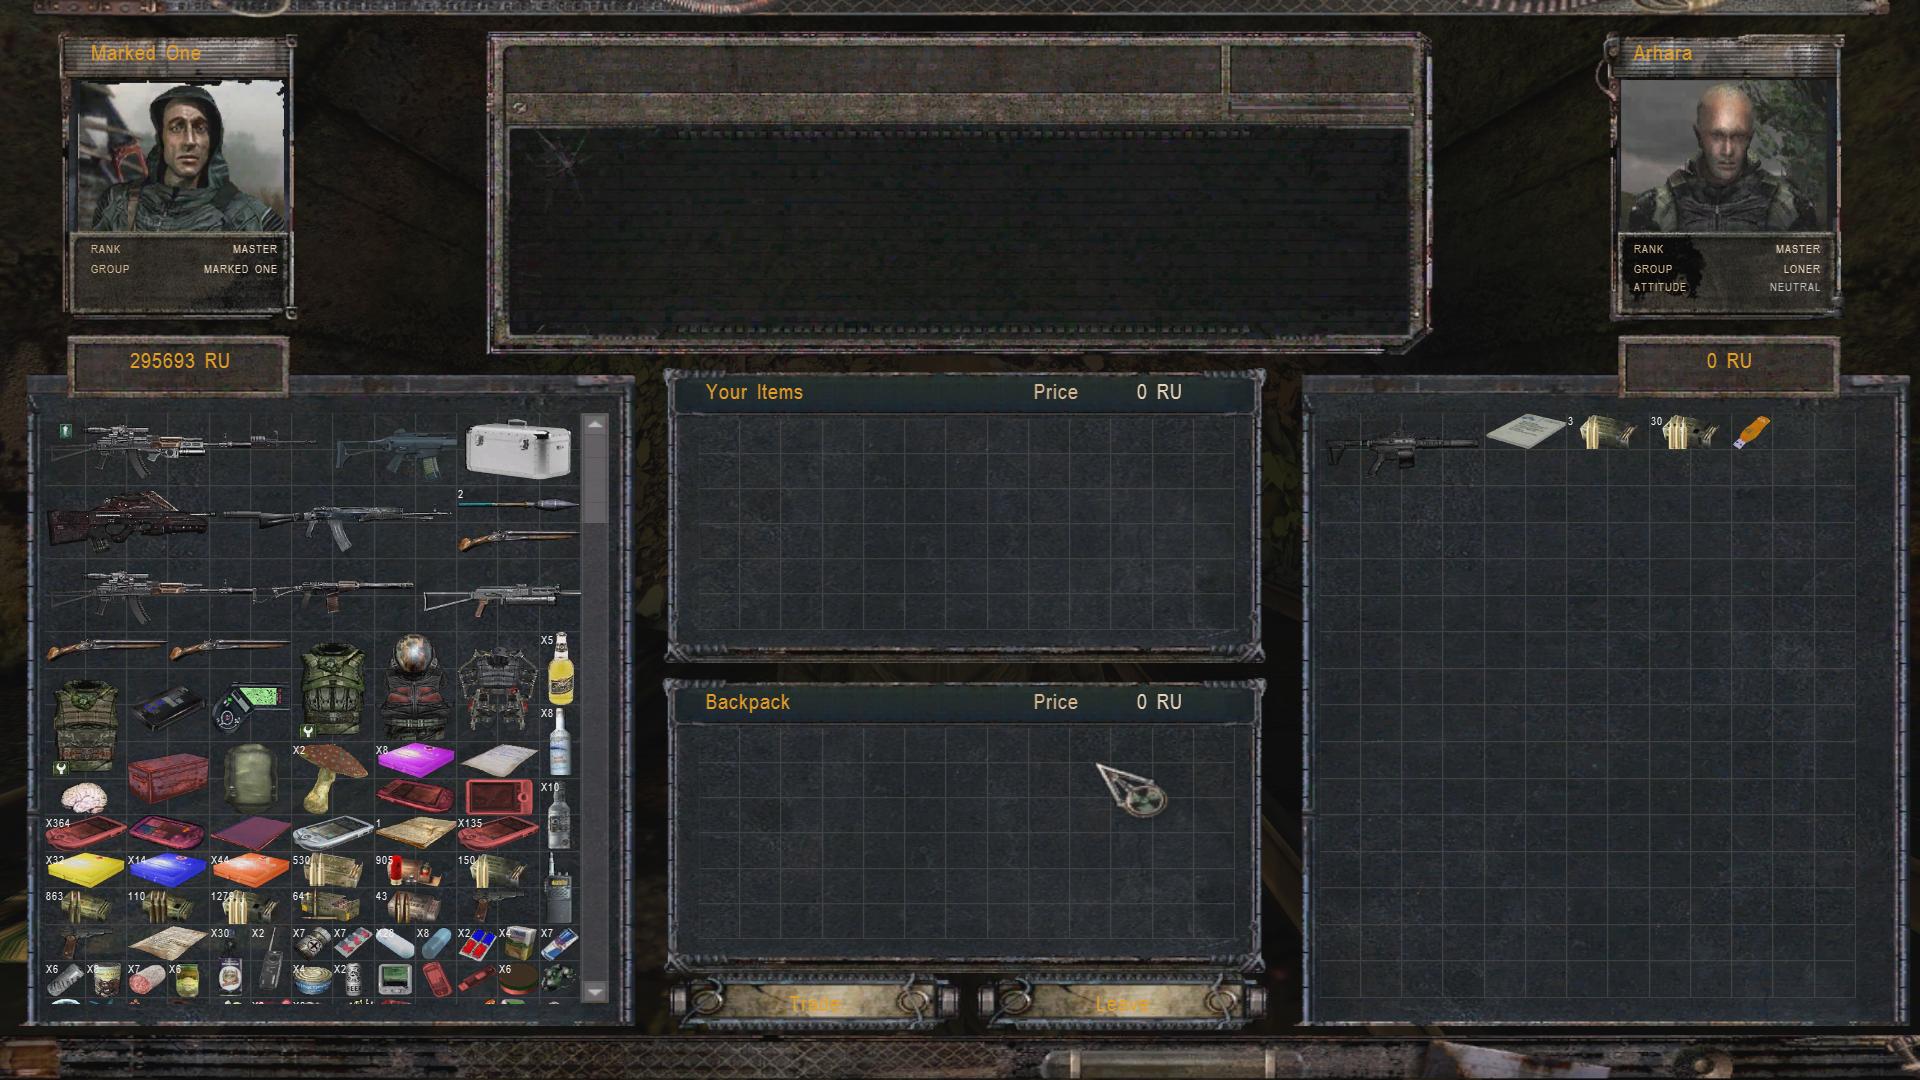 Marked One
Arhara
RANK MASTER
GROUP MARKED ONE
RANK MASTER
GROUP LONER
ATTITUDE NEUTRAL
295693 RU
0 RU
Your Items Price 0 RU
2
3
30
X5
Backpack Price 0 RU
X8
X2
X8
X10
X364
1
X135
X32
X14
X44
530
905
150
863
110
641
43
X30
X2
X7
X7
X28
X8
X2
X4
X7
X6
X7
X6
X4
X2
X6
Trade
Leave